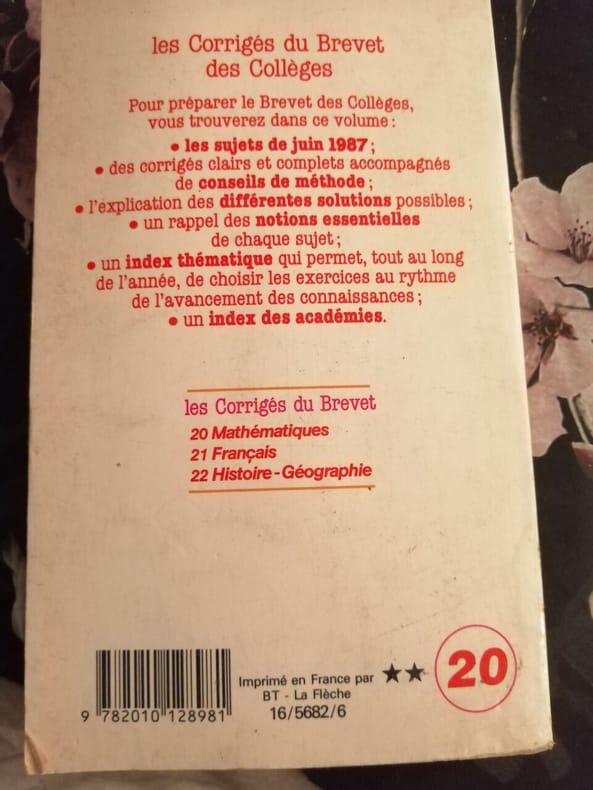 les Corrigés du Brevet
des Collèges
Pour préparer le Brevet des Collèges,
vous trouverez dans ce volume :
• les sujets de juin 1987 ;
• des corrigés clairs et complets accompagnés
de conseils de méthode ;
• l'explication des différentes solutions possibles ;
• un rappel des notions essentielles
de chaque sujet ;
• un index thématique qui permet, tout au long
de l'année, de choisir les exercices au rythme
de l'avancement des connaissances ;
• un index des académies.
les Corrigés du Brevet
20 Mathématiques
21 Français
22 Histoire-Géographie
9 782010 128981
Imprimé en France par
BT - La Flèche
16/5682/6
★★
20